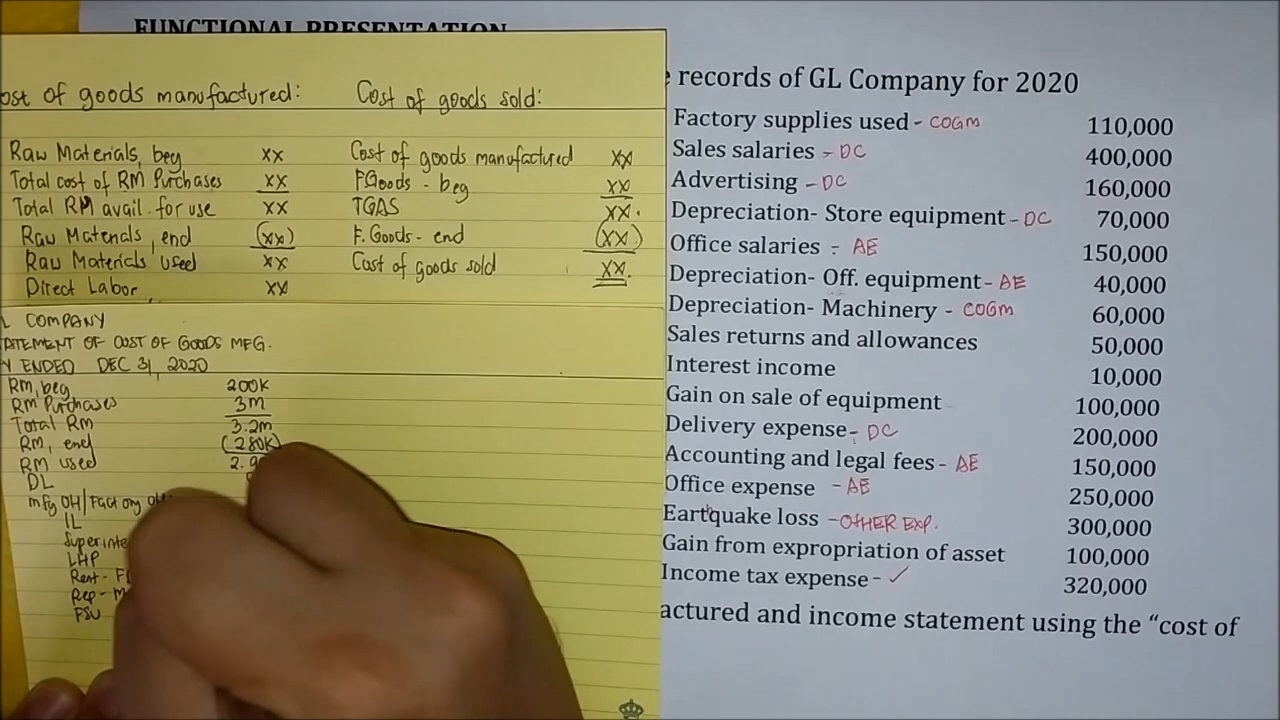 FUNCTIONAL PRESENTATION
ost of goods manufactured:
Raw Materials, beg xx
Total cost of RM Purchases xx
Total RM avail. for use xx
Raw Materials, end (xx)
Raw Materials used xx
Direct Labor, xx
Cost of goods sold:
Cost of goods manufactured xx
F.Goods - beg xx
TGAS xx.
F. Goods - end (xx)
Cost of goods sold xx.
L COMPANY
ATEMENT OF COST OF GOODS MFG.
ENDED DEC 31, 2020
RM, beg 200K
RM Purchases 3m
Total RM 3.2m
RM, end (280K)
RM used 2.9
DL
mfg OH/Factory
IL
Superinte
LHP
Rent - F
Rep - M
FSU
records of GL Company for 2020
Factory supplies used - COGM 110,000
Sales salaries - DC 400,000
Advertising - DC 160,000
Depreciation- Store equipment - DC 70,000
Office salaries - AE 150,000
Depreciation- Off. equipment - AE 40,000
Depreciation- Machinery - COGM 60,000
Sales returns and allowances 50,000
Interest income 10,000
Gain on sale of equipment 100,000
Delivery expense - DC 200,000
Accounting and legal fees - AE 150,000
Office expense - AE 250,000
Earthquake loss - OTHER EXP. 300,000
Gain from expropriation of asset 100,000
Income tax expense - ✓ 320,000
actured and income statement using the “cost of